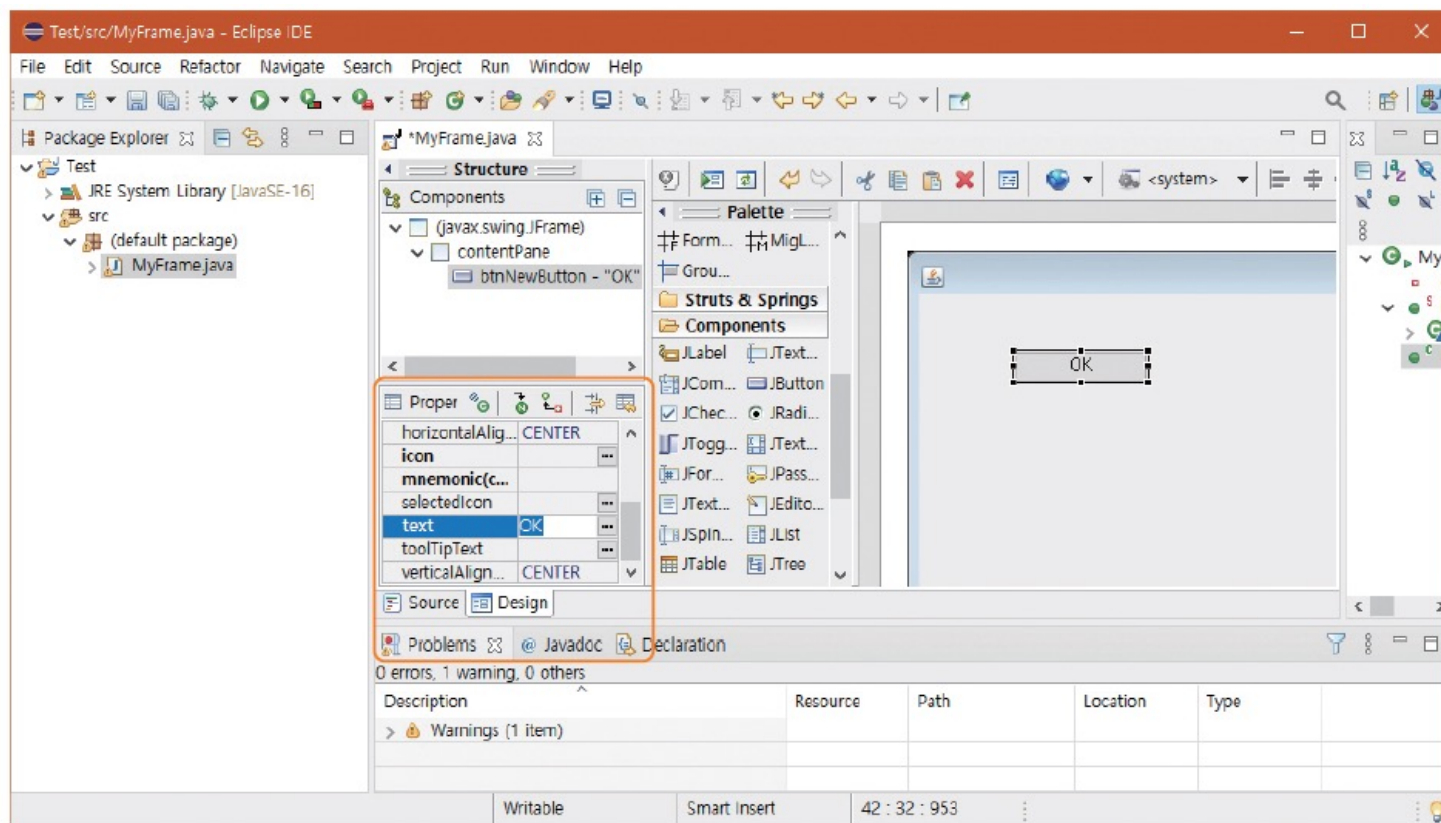 Test/src/MyFrame.java - Eclipse IDE
File Edit Source Refactor Navigate Search Project Run Window Help
Package Explorer
Test
JRE System Library [JavaSE-16]
src
(default package)
MyFrame.java
*MyFrame.java
Structure
Components
(javax.swing.JFrame)
contentPane
btnNewButton - "OK"
Proper
horizontalAlig... CENTER
icon
mnemonic(c...
selectedIcon
text OK
toolTipText
verticalAlign... CENTER
Source Design
<system>
Palette
Form... MigL...
Grou...
Struts & Springs
Components
JLabel JText...
JCom... JButton
JChec... JRadi...
JTogg... JText...
JFor... JPass...
JText... JEdito...
JSpin... JList
JTable JTree
OK
My
Problems @ Javadoc Declaration
0 errors, 1 warning, 0 others
Description Resource Path Location Type
Warnings (1 item)
Writable Smart Insert 42 : 32 : 953